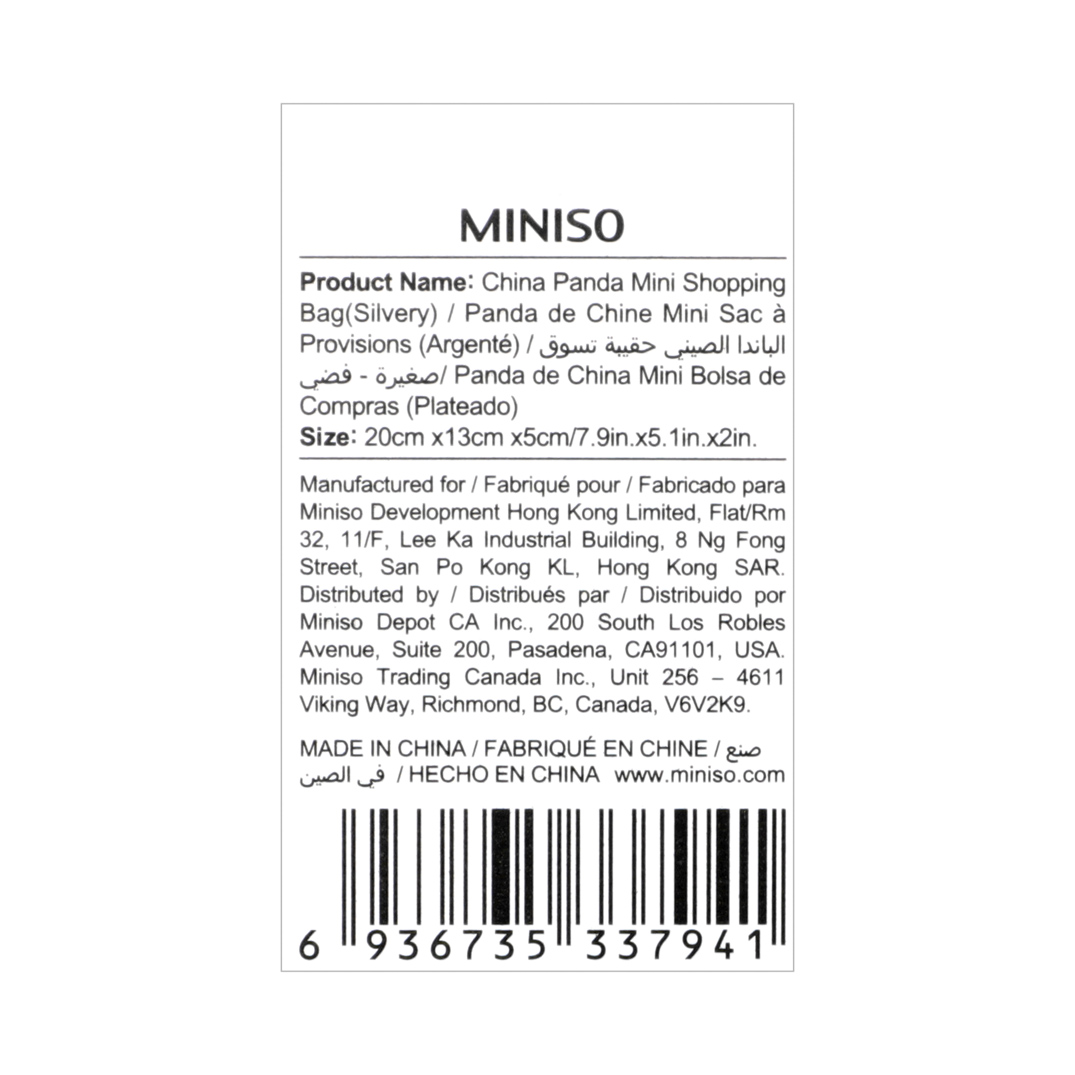 MINISO
Product Name: China Panda Mini Shopping
Bag(Silvery) / Panda de Chine Mini Sac à
Provisions (Argenté) / الباندا الصيني حقيبة تسوق
صغيرة - فضي/ Panda de China Mini Bolsa de
Compras (Plateado)
Size: 20cm x13cm x5cm/7.9in.x5.1in.x2in.
Manufactured for / Fabriqué pour / Fabricado para
Miniso Development Hong Kong Limited, Flat/Rm
32, 11/F, Lee Ka Industrial Building, 8 Ng Fong
Street, San Po Kong KL, Hong Kong SAR.
Distributed by / Distribués par / Distribuido por
Miniso Depot CA Inc., 200 South Los Robles
Avenue, Suite 200, Pasadena, CA91101, USA.
Miniso Trading Canada Inc., Unit 256 – 4611
Viking Way, Richmond, BC, Canada, V6V2K9.
MADE IN CHINA / FABRIQUÉ EN CHINE / صنع
في الصين / HECHO EN CHINA www.miniso.com
6 936735 337941